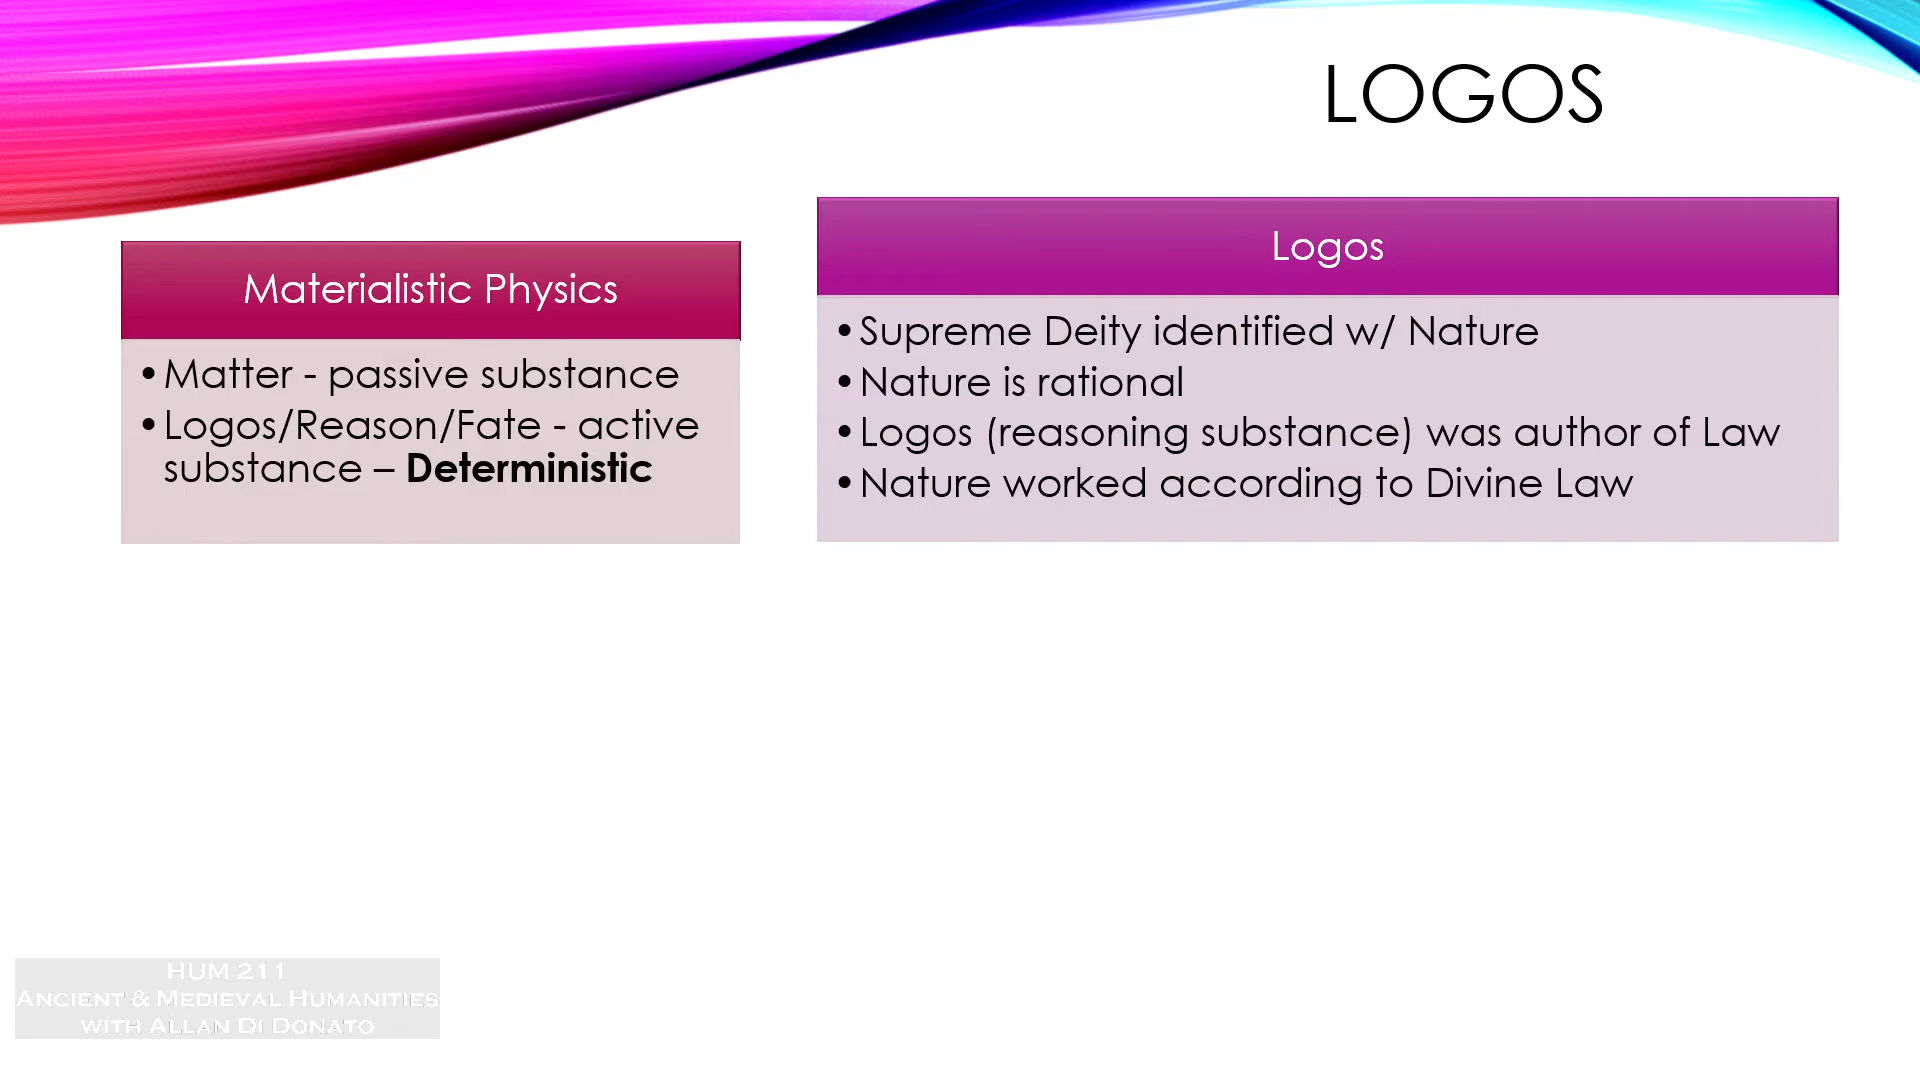 LOGOS
Materialistic Physics
•Matter - passive substance
•Logos/Reason/Fate - active
substance – Deterministic
Logos
•Supreme Deity identified w/ Nature
•Nature is rational
•Logos (reasoning substance) was author of Law
•Nature worked according to Divine Law
HUM 211
ANCIENT & MEDIEVAL HUMANITIES
WITH ALLAN DI DONATO